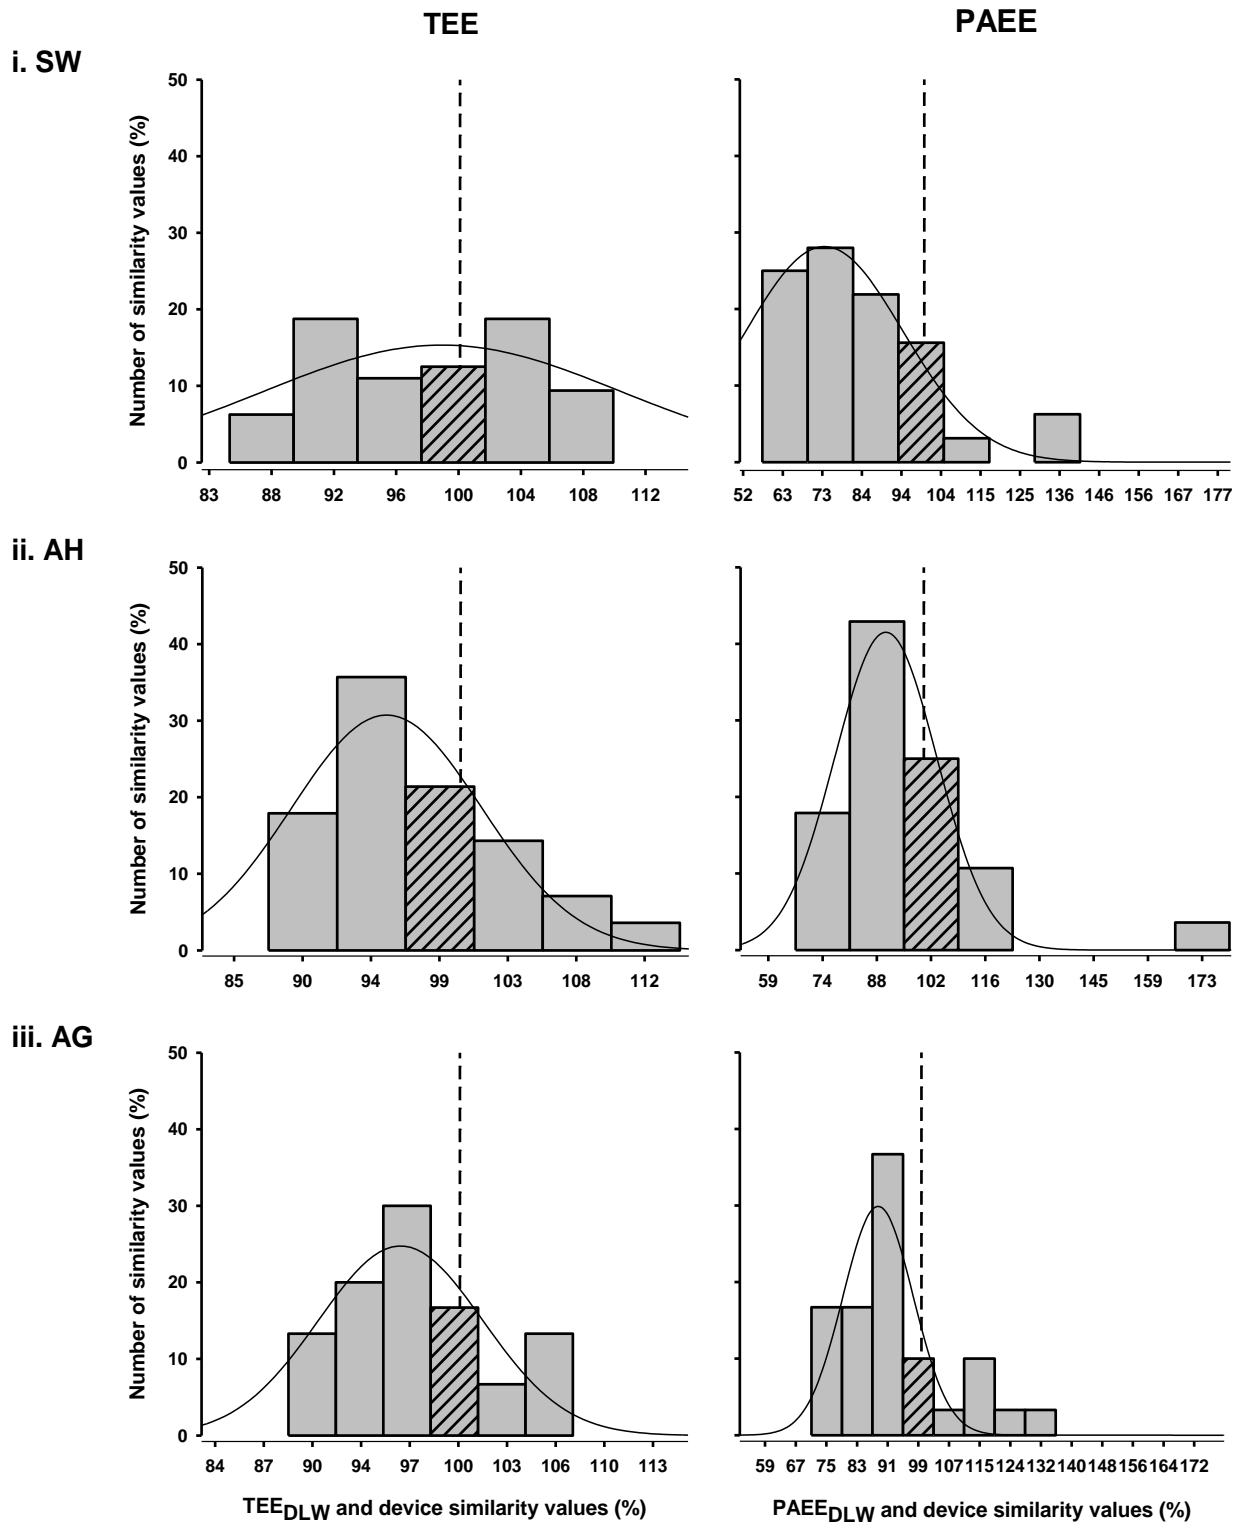 TEE PAEE
i. SW
Number of similarity values (%)
50
40
30
20
10
0
83 88 92 96 100 104 108 112
52 63 73 84 94 104 115 125 136 146 156 167 177
ii. AH
Number of similarity values (%)
50
40
30
20
10
0
85 90 94 99 103 108 112
59 74 88 102 116 130 145 159 173
iii. AG
Number of similarity values (%)
50
40
30
20
10
0
84 87 90 94 97 100 103 106 110 113
59 67 75 83 91 99 107 115 124 132 140 148 156 164 172
TEEDLW and device similarity values (%)
PAEEDLW and device similarity values (%)